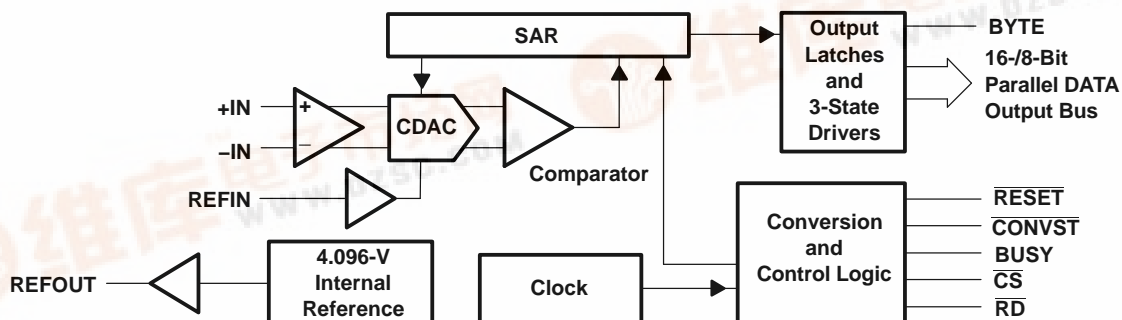 SAR
Output
Latches
and
3-State
Drivers
BYTE
16-/8-Bit
Parallel DATA
Output Bus
+IN
–IN
+
–
CDAC
Comparator
REFIN
REFOUT
4.096-V
Internal
Reference
Clock
Conversion
and
Control Logic
RESET
CONVST
BUSY
CS
RD